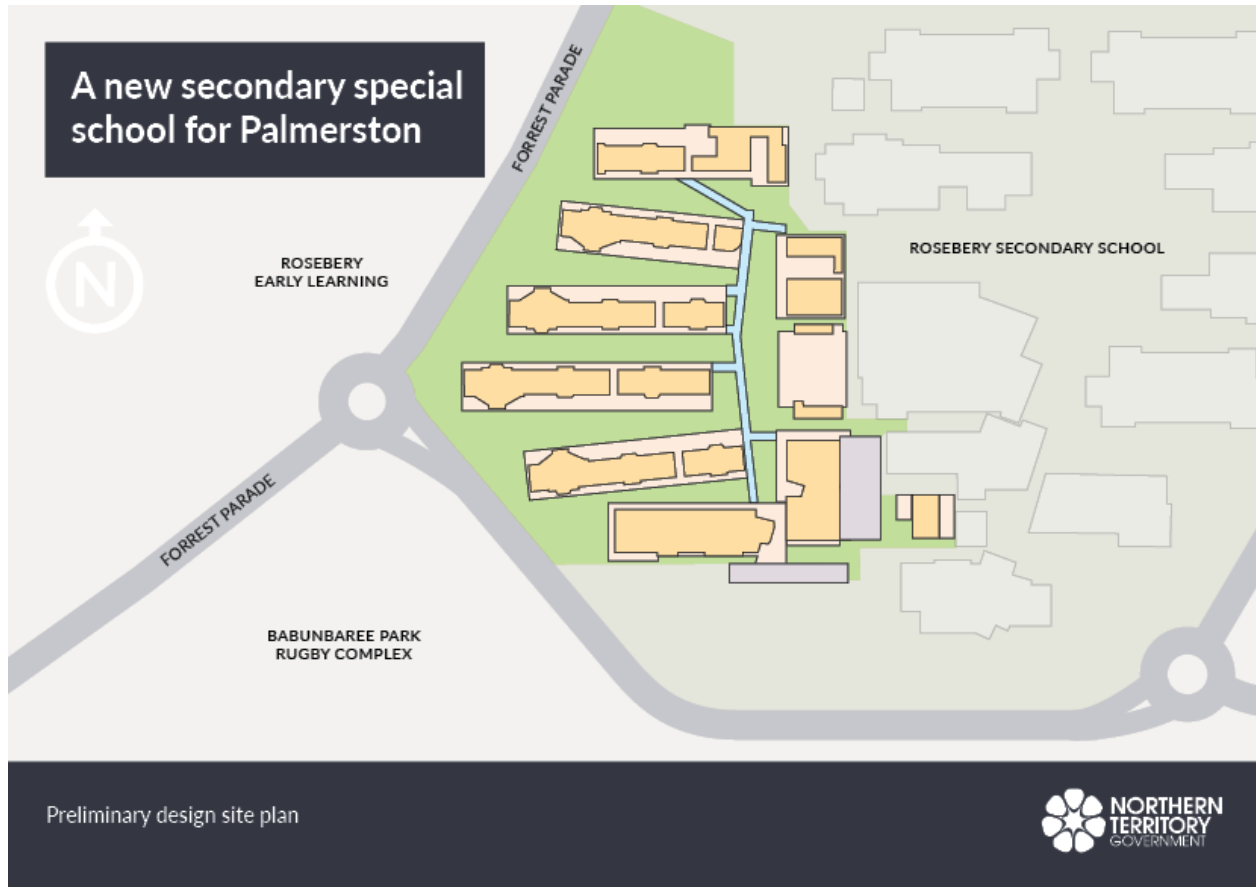 A new secondary special
school for Palmerston
FORREST PARADE
N
ROSEBERY
EARLY LEARNING
ROSEBERY SECONDARY SCHOOL
FORREST PARADE
BABUNBAREE PARK
RUGBY COMPLEX
Preliminary design site plan
NORTHERN
TERRITORY
GOVERNMENT